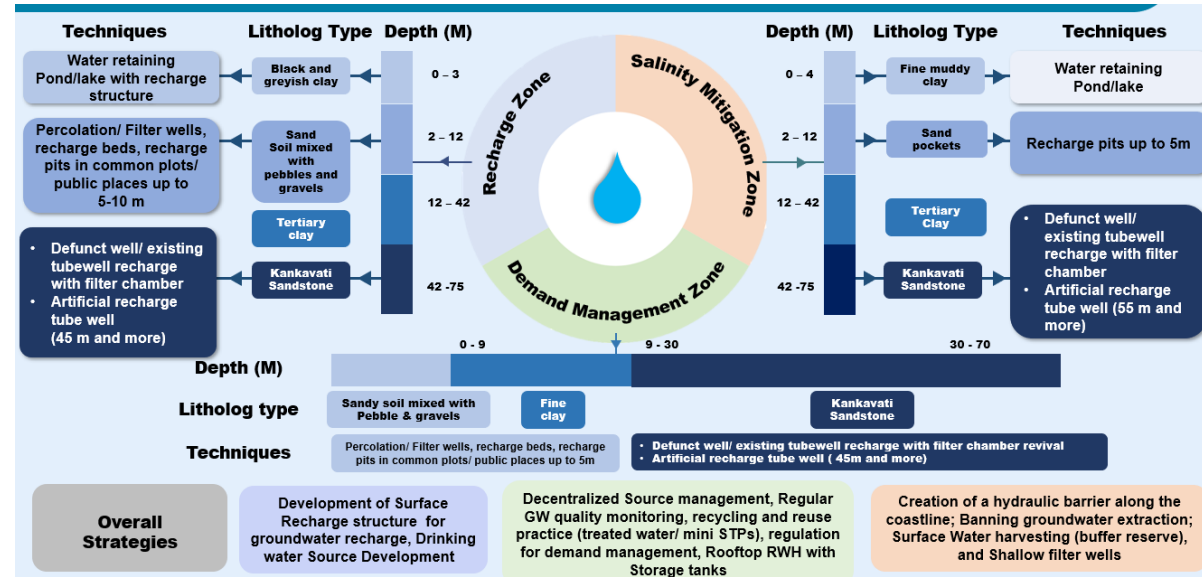 Techniques
Litholog Type
Depth (M)
Water retaining
Pond/lake with recharge
structure
Black and
greyish clay
0 – 3
Percolation/ Filter wells,
recharge beds, recharge
pits in common plots/
public places up to
5-10 m
Sand
Soil mixed
with
pebbles and
gravels
2 – 12
Tertiary
clay
12 – 42
• Defunct well/ existing
tubewell recharge
with filter chamber
• Artificial recharge
tube well
(45 m and more)
Kankavati
Sandstone
42 -75
Recharge Zone
Salinity Mitigation Zone
Demand Management Zone
Depth (M)
Litholog Type
Techniques
0 – 4
Fine muddy
clay
Water retaining
Pond/lake
2 – 12
Sand
pockets
Recharge pits up to 5m
12 – 42
Tertiary
Clay
42 -75
Kankavati
Sandstone
• Defunct well/
existing tubewell
recharge with filter
chamber
• Artificial recharge
tube well (55 m and
more)
0 - 9
9 - 30
30 - 70
Depth (M)
Litholog type
Sandy soil mixed with
Pebble & gravels
Fine
clay
Kankavati
Sandstone
Techniques
Percolation/ Filter wells, recharge beds, recharge
pits in common plots/ public places up to 5m
• Defunct well/ existing tubewell recharge with filter chamber revival
• Artificial recharge tube well ( 45m and more)
Overall
Strategies
Development of Surface
Recharge structure for
groundwater recharge, Drinking
water Source Development
Decentralized Source management, Regular
GW quality monitoring, recycling and reuse
practice (treated water/ mini STPs), regulation
for demand management, Rooftop RWH with
Storage tanks
Creation of a hydraulic barrier along the
coastline; Banning groundwater extraction;
Surface Water harvesting (buffer reserve),
and Shallow filter wells